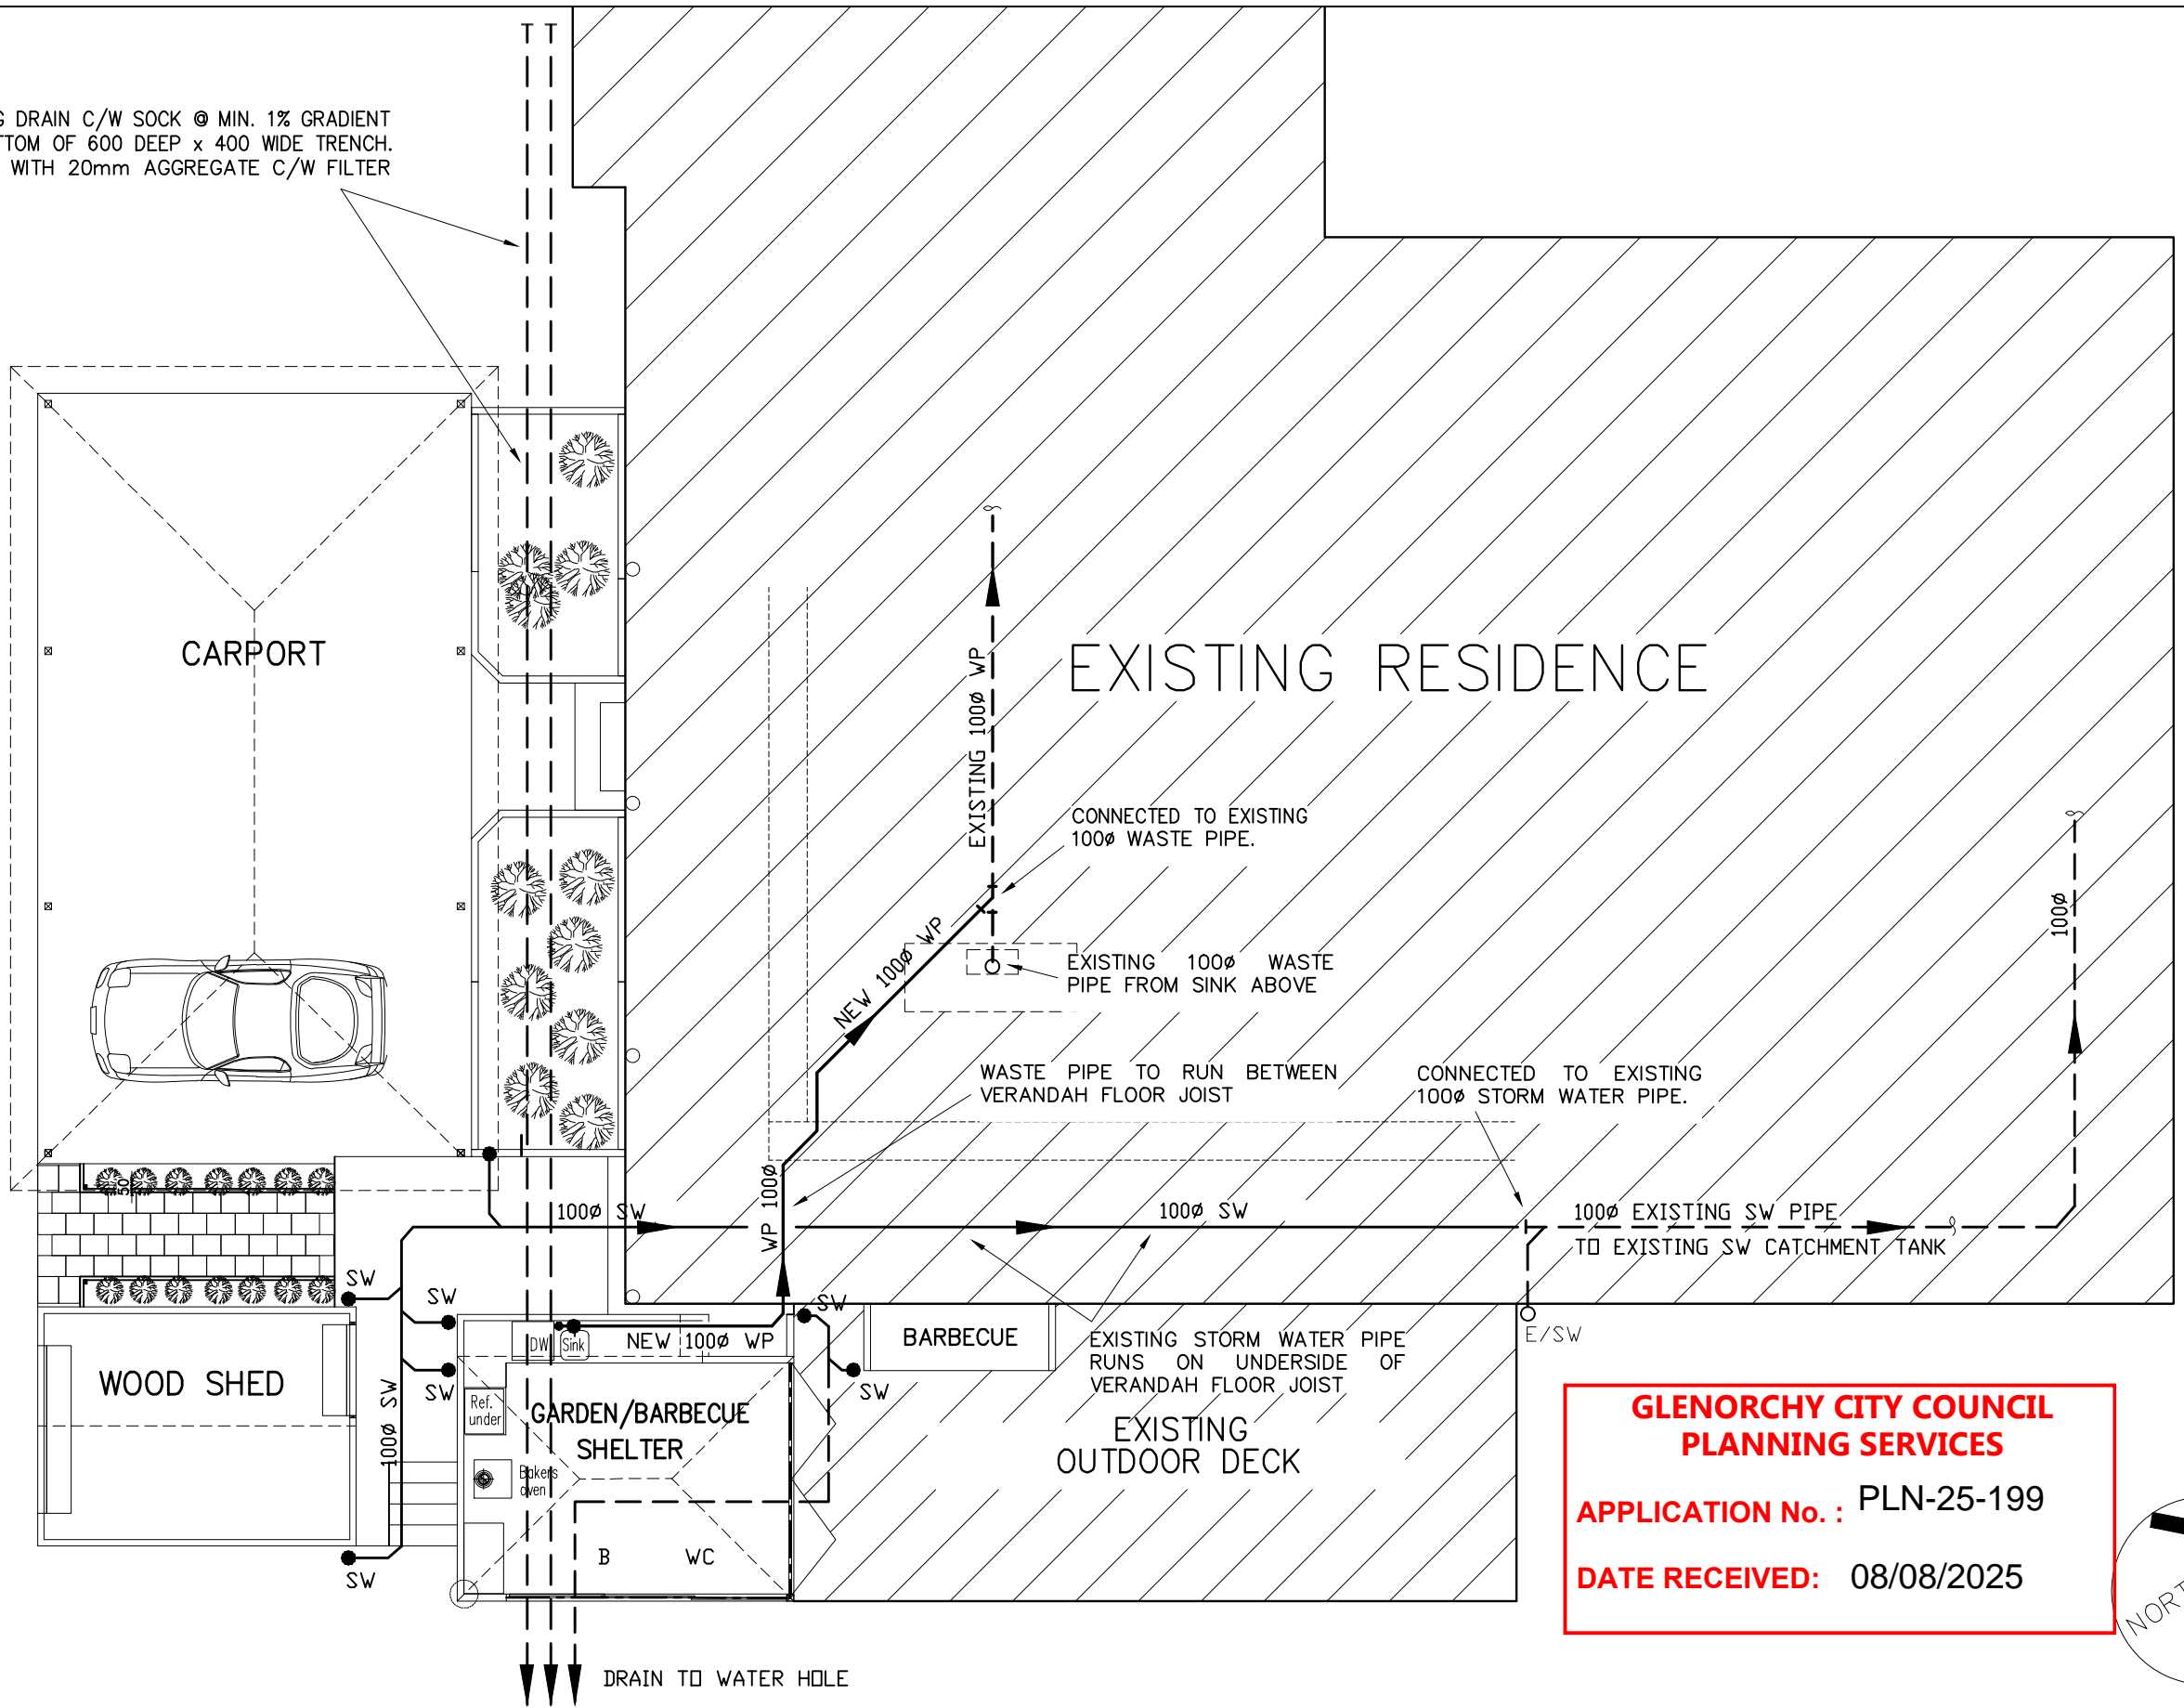 DRAIN C/W SOCK @ MIN. 1% GRADIENT
OF 600 DEEP x 400 WIDE TRENCH.
WITH 20mm AGGREGATE C/W FILTER
CARPORT
EXISTING RESIDENCE
EXISTING 100ø WP
CONNECTED TO EXISTING
100ø WASTE PIPE.
100ø
NEW 100ø WP
EXISTING 100ø WASTE
PIPE FROM SINK ABOVE
WASTE PIPE TO RUN BETWEEN
VERANDAH FLOOR JOIST
CONNECTED TO EXISTING
100ø STORM WATER PIPE.
50
WP 100ø
100ø SW
100ø SW
100ø EXISTING SW PIPE
TO EXISTING SW CATCHMENT TANK
SW
SW
SW
E/SW
DW
Sink
NEW 100ø WP
BARBECUE
EXISTING STORM WATER PIPE
RUNS ON UNDERSIDE OF
VERANDAH FLOOR JOIST
WOOD SHED
100ø SW
SW
SW
Ref.
under
GARDEN/BARBECUE
SHELTER
EXISTING
OUTDOOR DECK
Bakers
oven
B
WC
SW
GLENORCHY CITY COUNCIL
PLANNING SERVICES
APPLICATION No. : PLN-25-199
DATE RECEIVED: 08/08/2025
DRAIN TO WATER HOLE